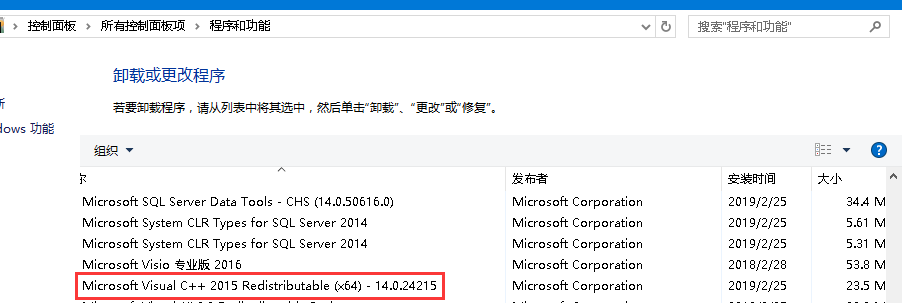 控制面板 > 所有控制面板项 > 程序和功能
搜索"程序和功能"
卸载或更改程序
若要卸载程序，请从列表中将其选中，然后单击“卸载”、“更改”或“修复”。
dows 功能
组织
发布者 安装时间 大小
Microsoft SQL Server Data Tools - CHS (14.0.50616.0) Microsoft Corporation 2019/2/25 34.4 M
Microsoft System CLR Types for SQL Server 2014 Microsoft Corporation 2019/2/25 5.61 M
Microsoft System CLR Types for SQL Server 2014 Microsoft Corporation 2019/2/25 5.31 M
Microsoft Visio 专业版 2016 Microsoft Corporation 2018/2/28 53.8 M
Microsoft Visual C++ 2015 Redistributable (x64) - 14.0.24215 Microsoft Corporation 2019/2/25 23.5 M